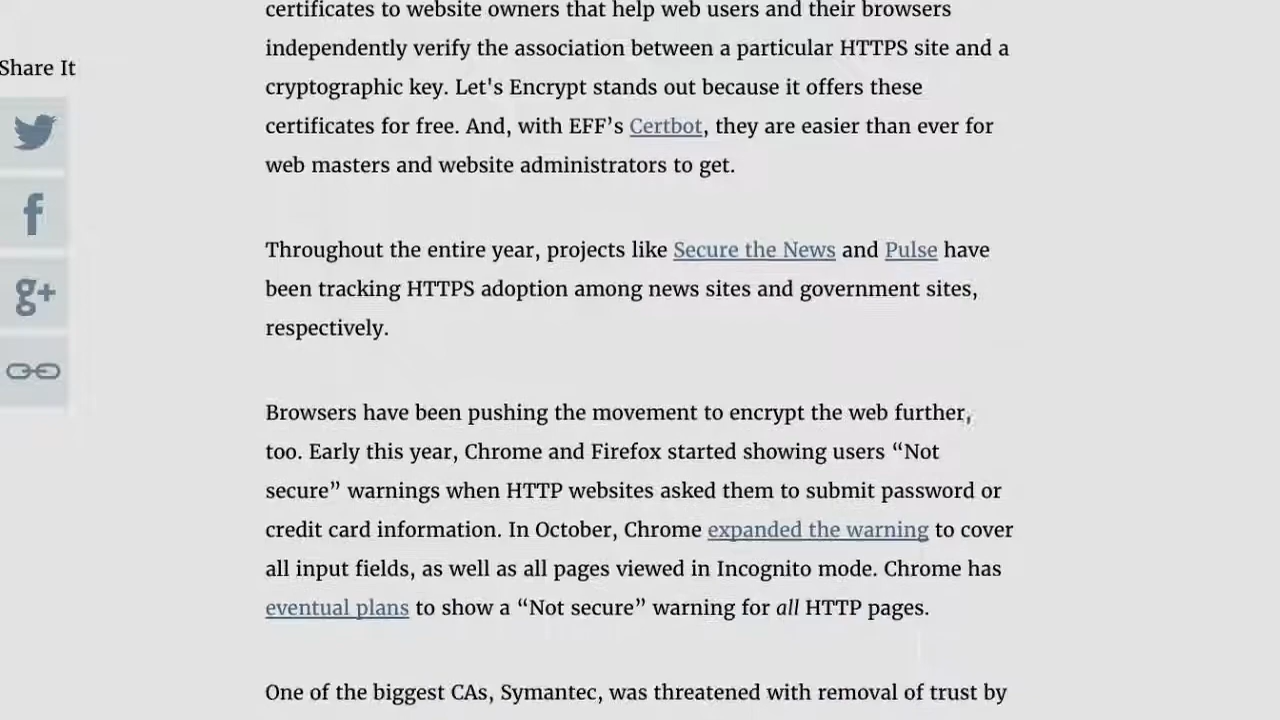 certificates to website owners that help web users and their browsers
independently verify the association between a particular HTTPS site and a
Share It
cryptographic key. Let's Encrypt stands out because it offers these
certificates for free. And, with EFF’s Certbot, they are easier than ever for
web masters and website administrators to get.
Throughout the entire year, projects like Secure the News and Pulse have
been tracking HTTPS adoption among news sites and government sites,
respectively.
Browsers have been pushing the movement to encrypt the web further,
too. Early this year, Chrome and Firefox started showing users “Not
secure” warnings when HTTP websites asked them to submit password or
credit card information. In October, Chrome expanded the warning to cover
all input fields, as well as all pages viewed in Incognito mode. Chrome has
eventual plans to show a “Not secure” warning for all HTTP pages.
One of the biggest CAs, Symantec, was threatened with removal of trust by